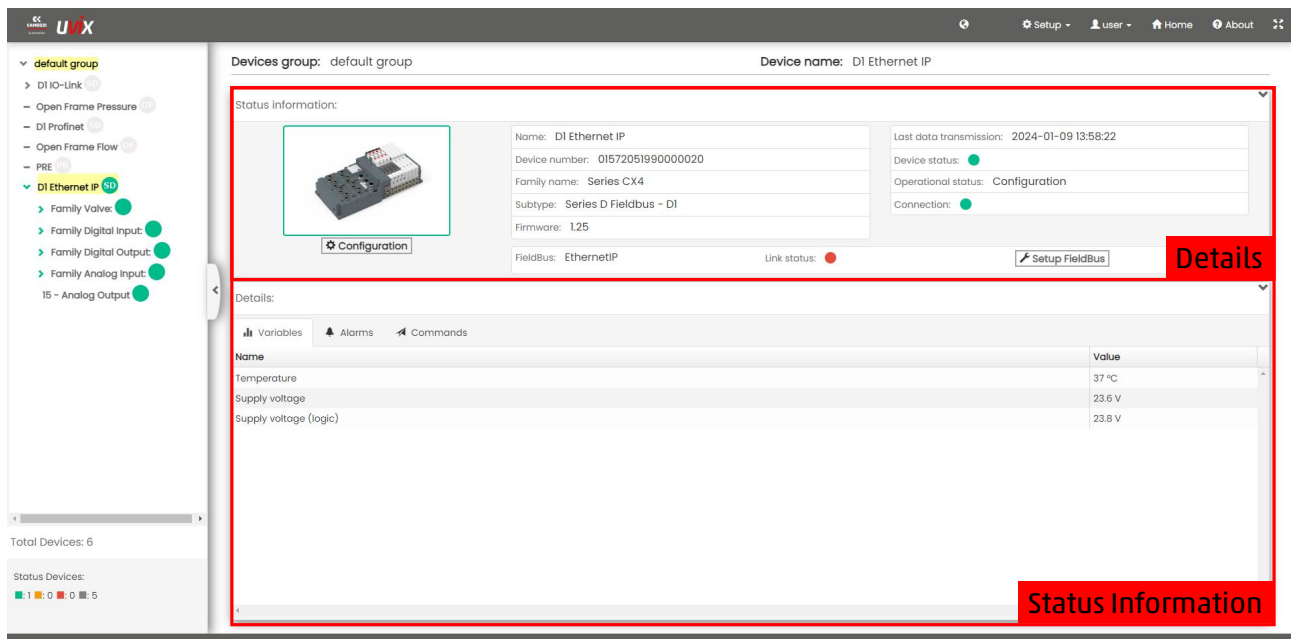 CAMOZZI UVIX Setup user Home About
default group
D1 IO-Link SD
Open Frame Pressure OF
D1 Profinet SD
Open Frame Flow OF
PRE PR
D1 Ethernet IP SD
Family Valve:
Family Digital Input:
Family Digital Output:
Family Analog Input:
15 - Analog Output
Total Devices: 6
Status Devices:
: 1 : 0 : 0 : 5
Devices group: default group Device name: D1 Ethernet IP
Status information:
Configuration
Name: D1 Ethernet IP
Device number: 01572051990000020
Family name: Series CX4
Subtype: Series D Fieldbus - D1
Firmware: 1.25
Last data transmission: 2024-01-09 13:58:22
Device status:
Operational status: Configuration
Connection:
FieldBus: EthernetIP Link status: Setup FieldBus
Details
Details:
Variables Alarms Commands
Name Value
Temperature 37 °C
Supply voltage 23.6 V
Supply voltage (logic) 23.8 V
Status Information